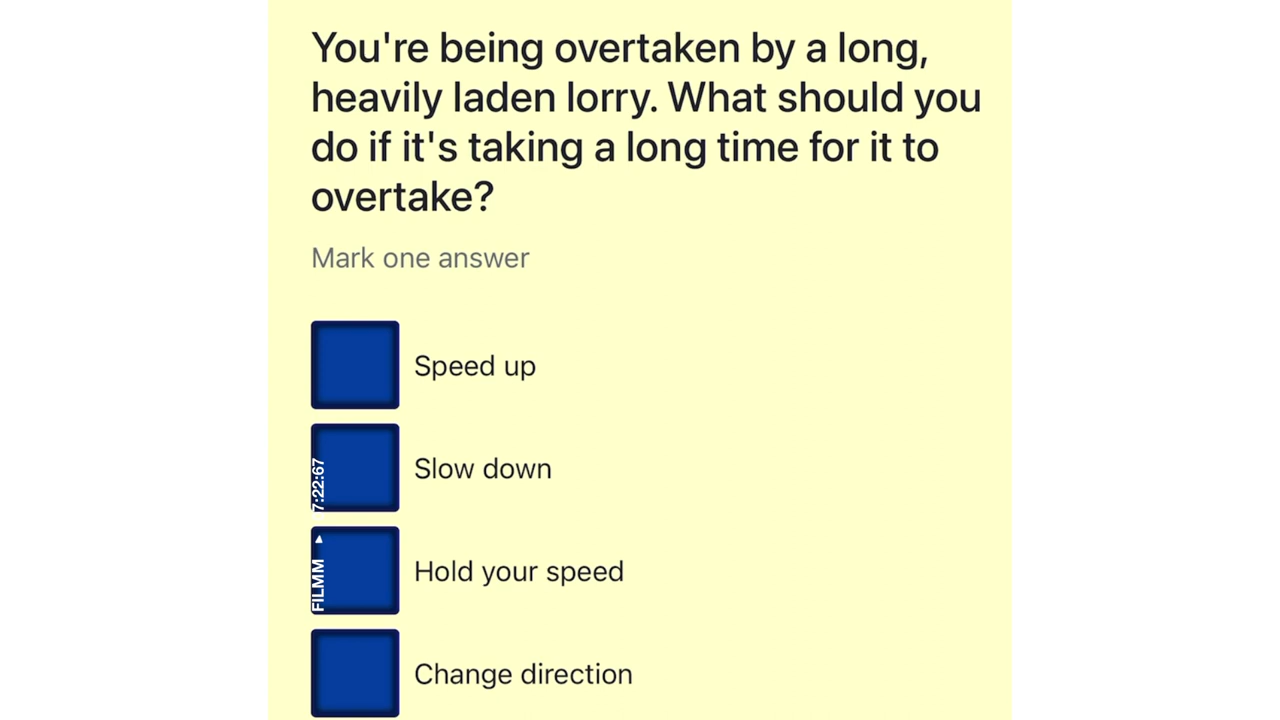 You're being overtaken by a long,
heavily laden lorry. What should you
do if it's taking a long time for it to
overtake?
Mark one answer
Speed up
Slow down
Hold your speed
Change direction
FILMM ▶ 7:22:67